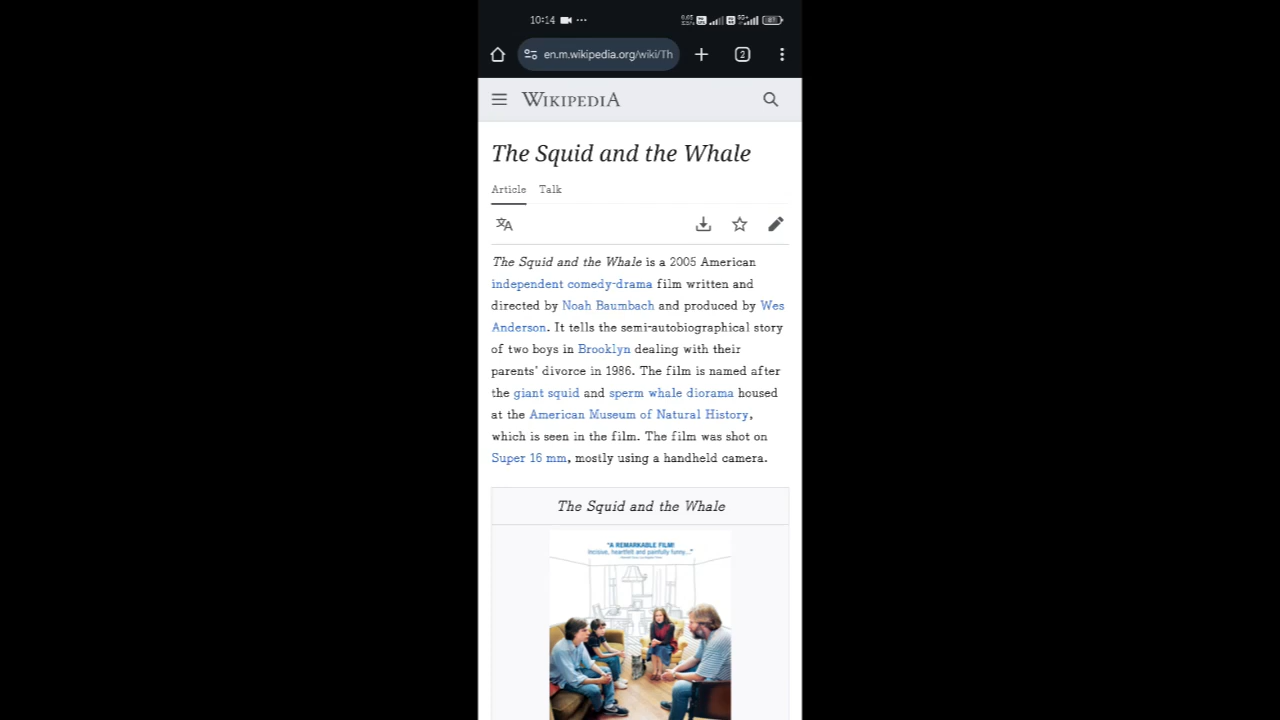 10:14
en.m.wikipedia.org/wiki/Th
2
WIKIPEDIA
The Squid and the Whale
Article Talk
The Squid and the Whale is a 2005 American
independent comedy-drama film written and
directed by Noah Baumbach and produced by Wes
Anderson. It tells the semi-autobiographical story
of two boys in Brooklyn dealing with their
parents' divorce in 1986. The film is named after
the giant squid and sperm whale diorama housed
at the American Museum of Natural History,
which is seen in the film. The film was shot on
Super 16 mm, mostly using a handheld camera.
The Squid and the Whale
"A REMARKABLE FILM!
Incisive, heartfelt and painfully funny..."